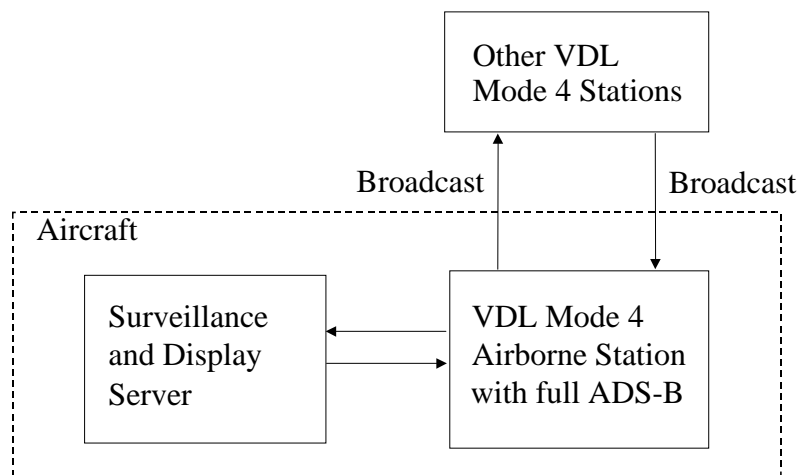 Other VDL
Mode 4 Stations
Broadcast
Broadcast
Aircraft
Surveillance
and Display
Server
VDL Mode 4
Airborne Station
with full ADS-B